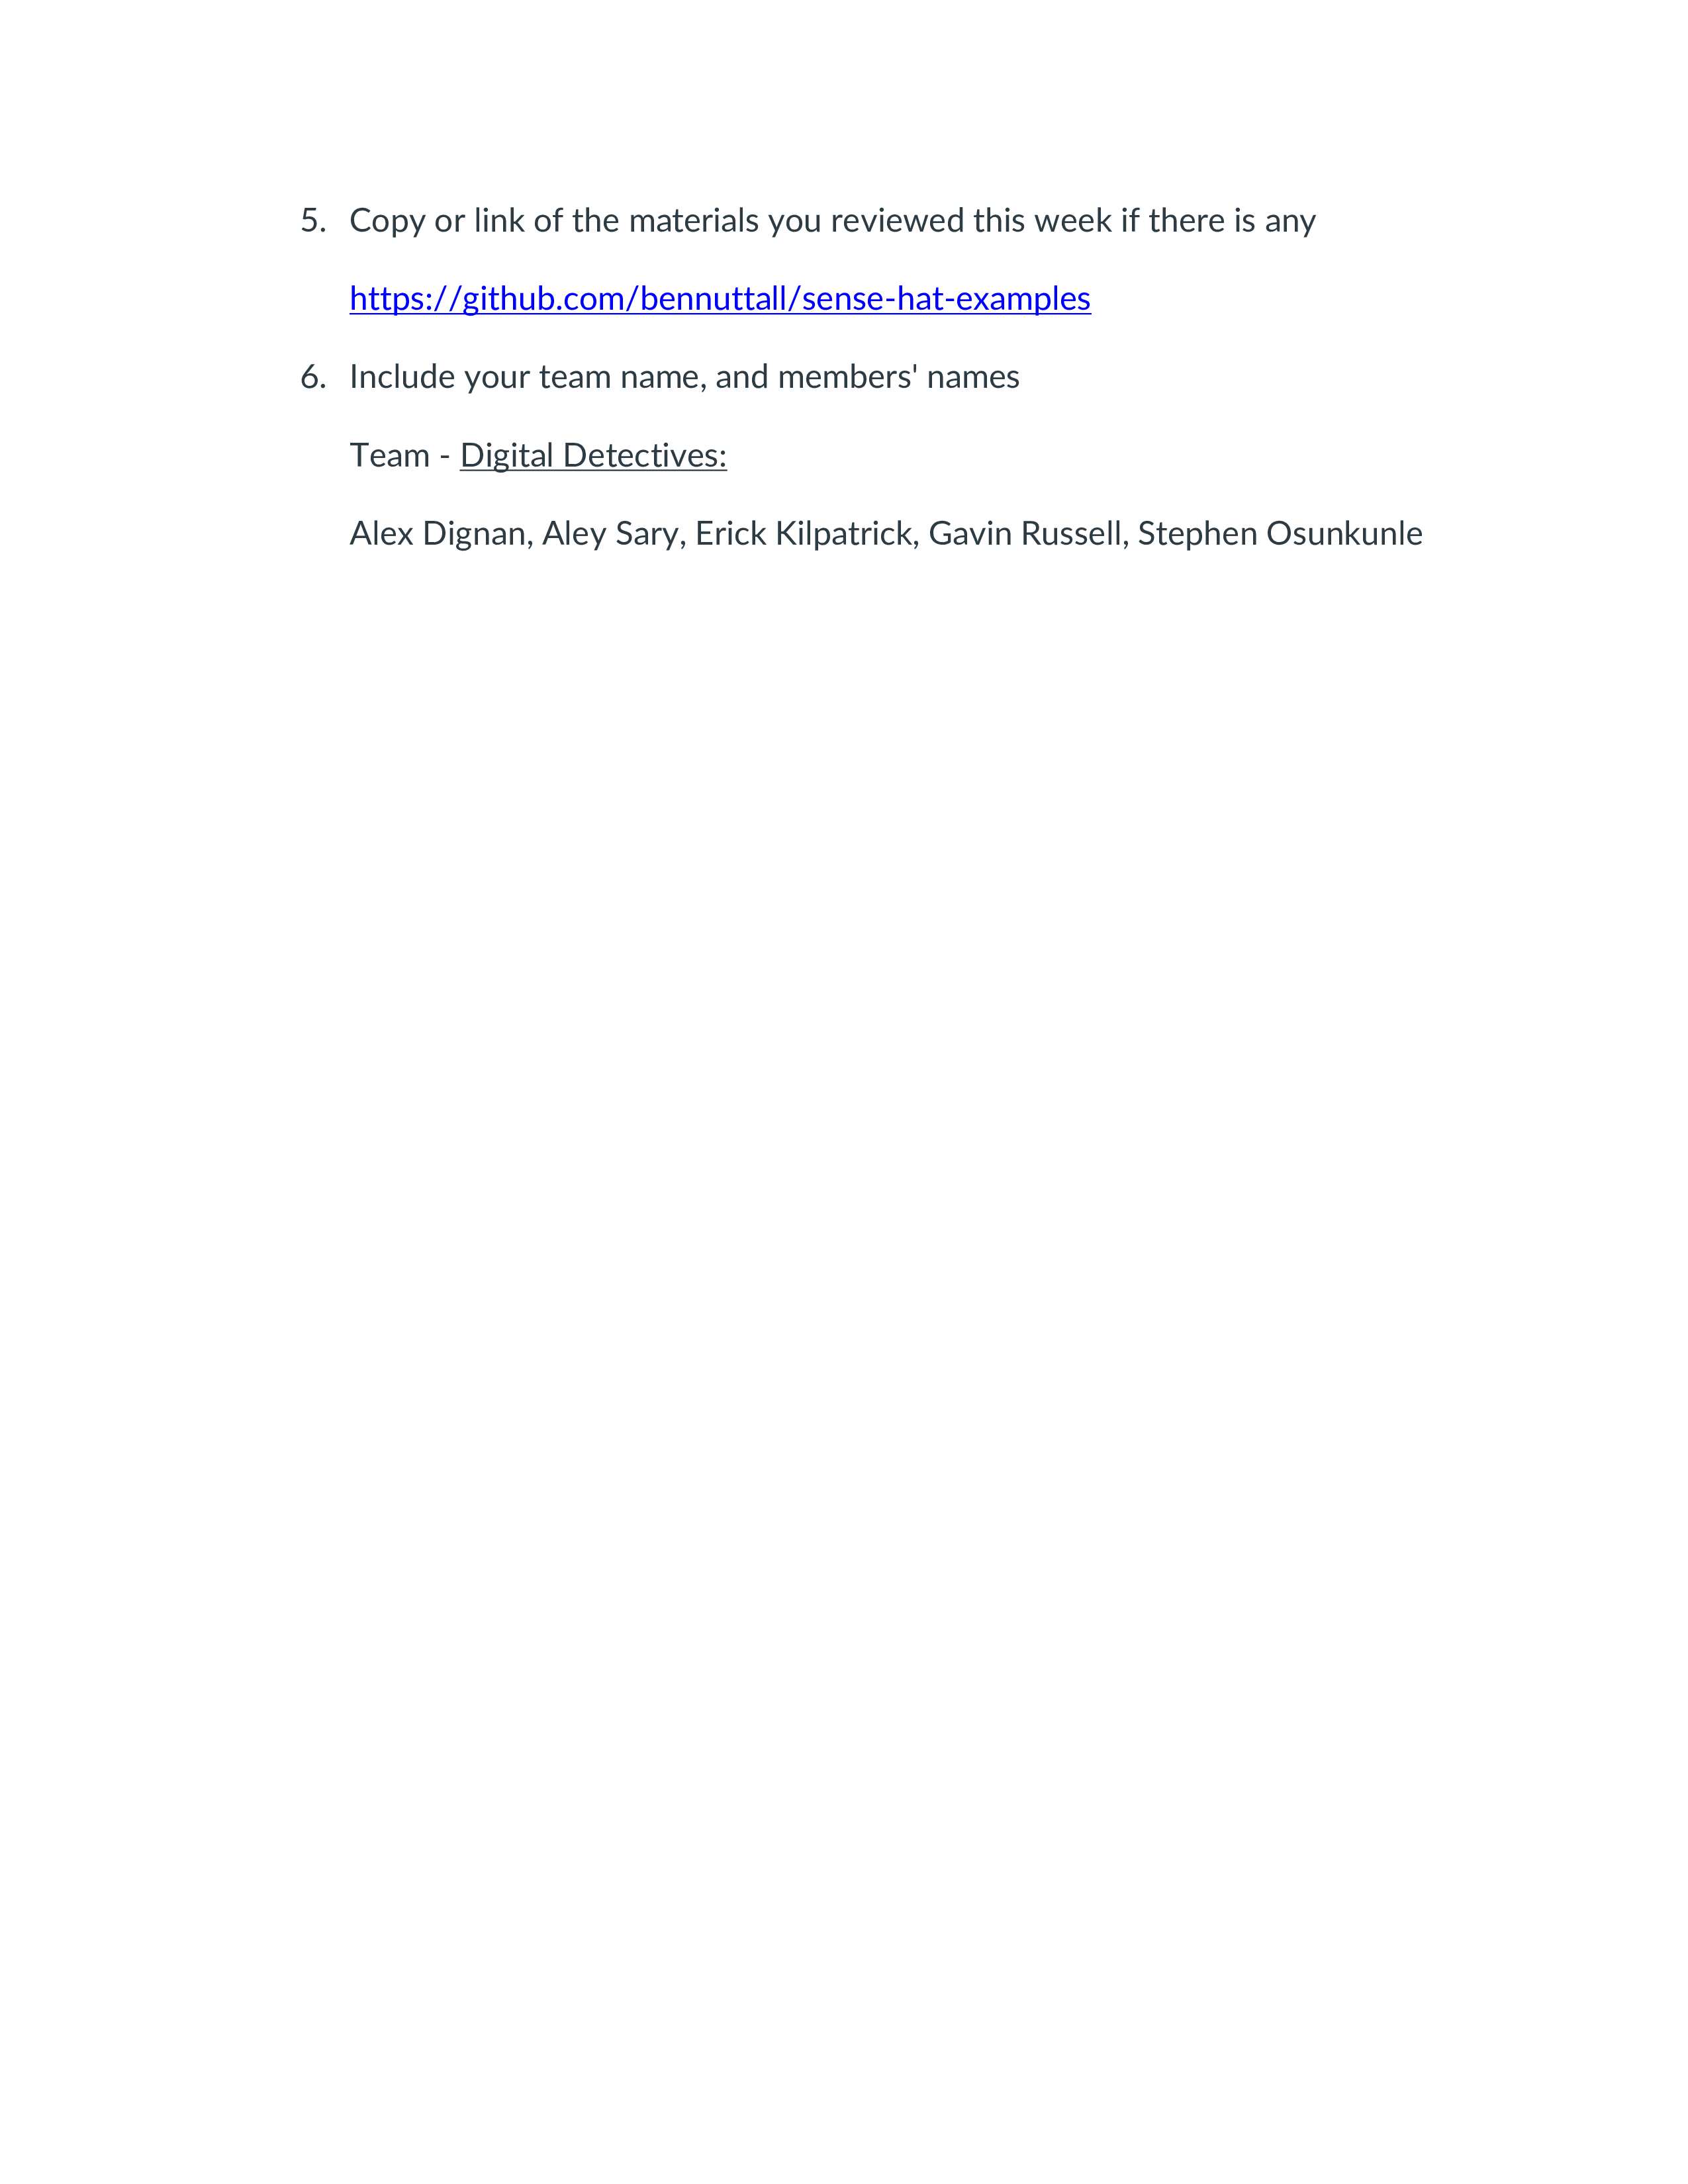 5. Copy or link of the materials you reviewed this week if there is any
https://github.com/bennuttall/sense-hat-examples
6. Include your team name, and members' names
Team - Digital Detectives:
Alex Dignan, Aley Sary, Erick Kilpatrick, Gavin Russell, Stephen Osunkunle